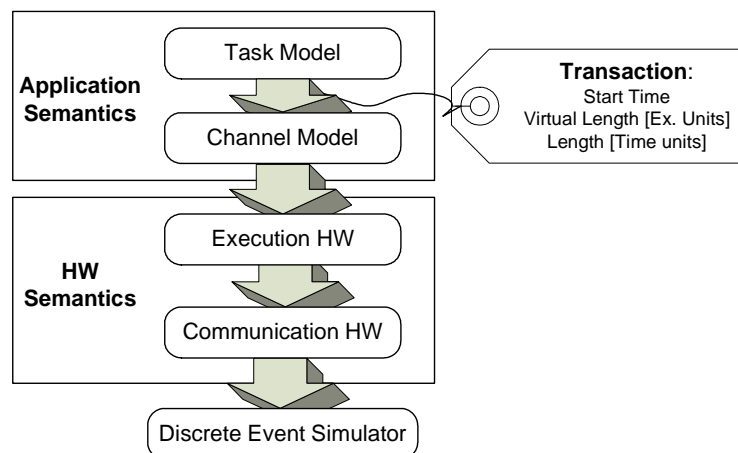 Application
Semantics
Task Model
Channel Model
Transaction:
Start Time
Virtual Length [Ex. Units]
Length [Time units]
HW
Semantics
Execution HW
Communication HW
Discrete Event Simulator